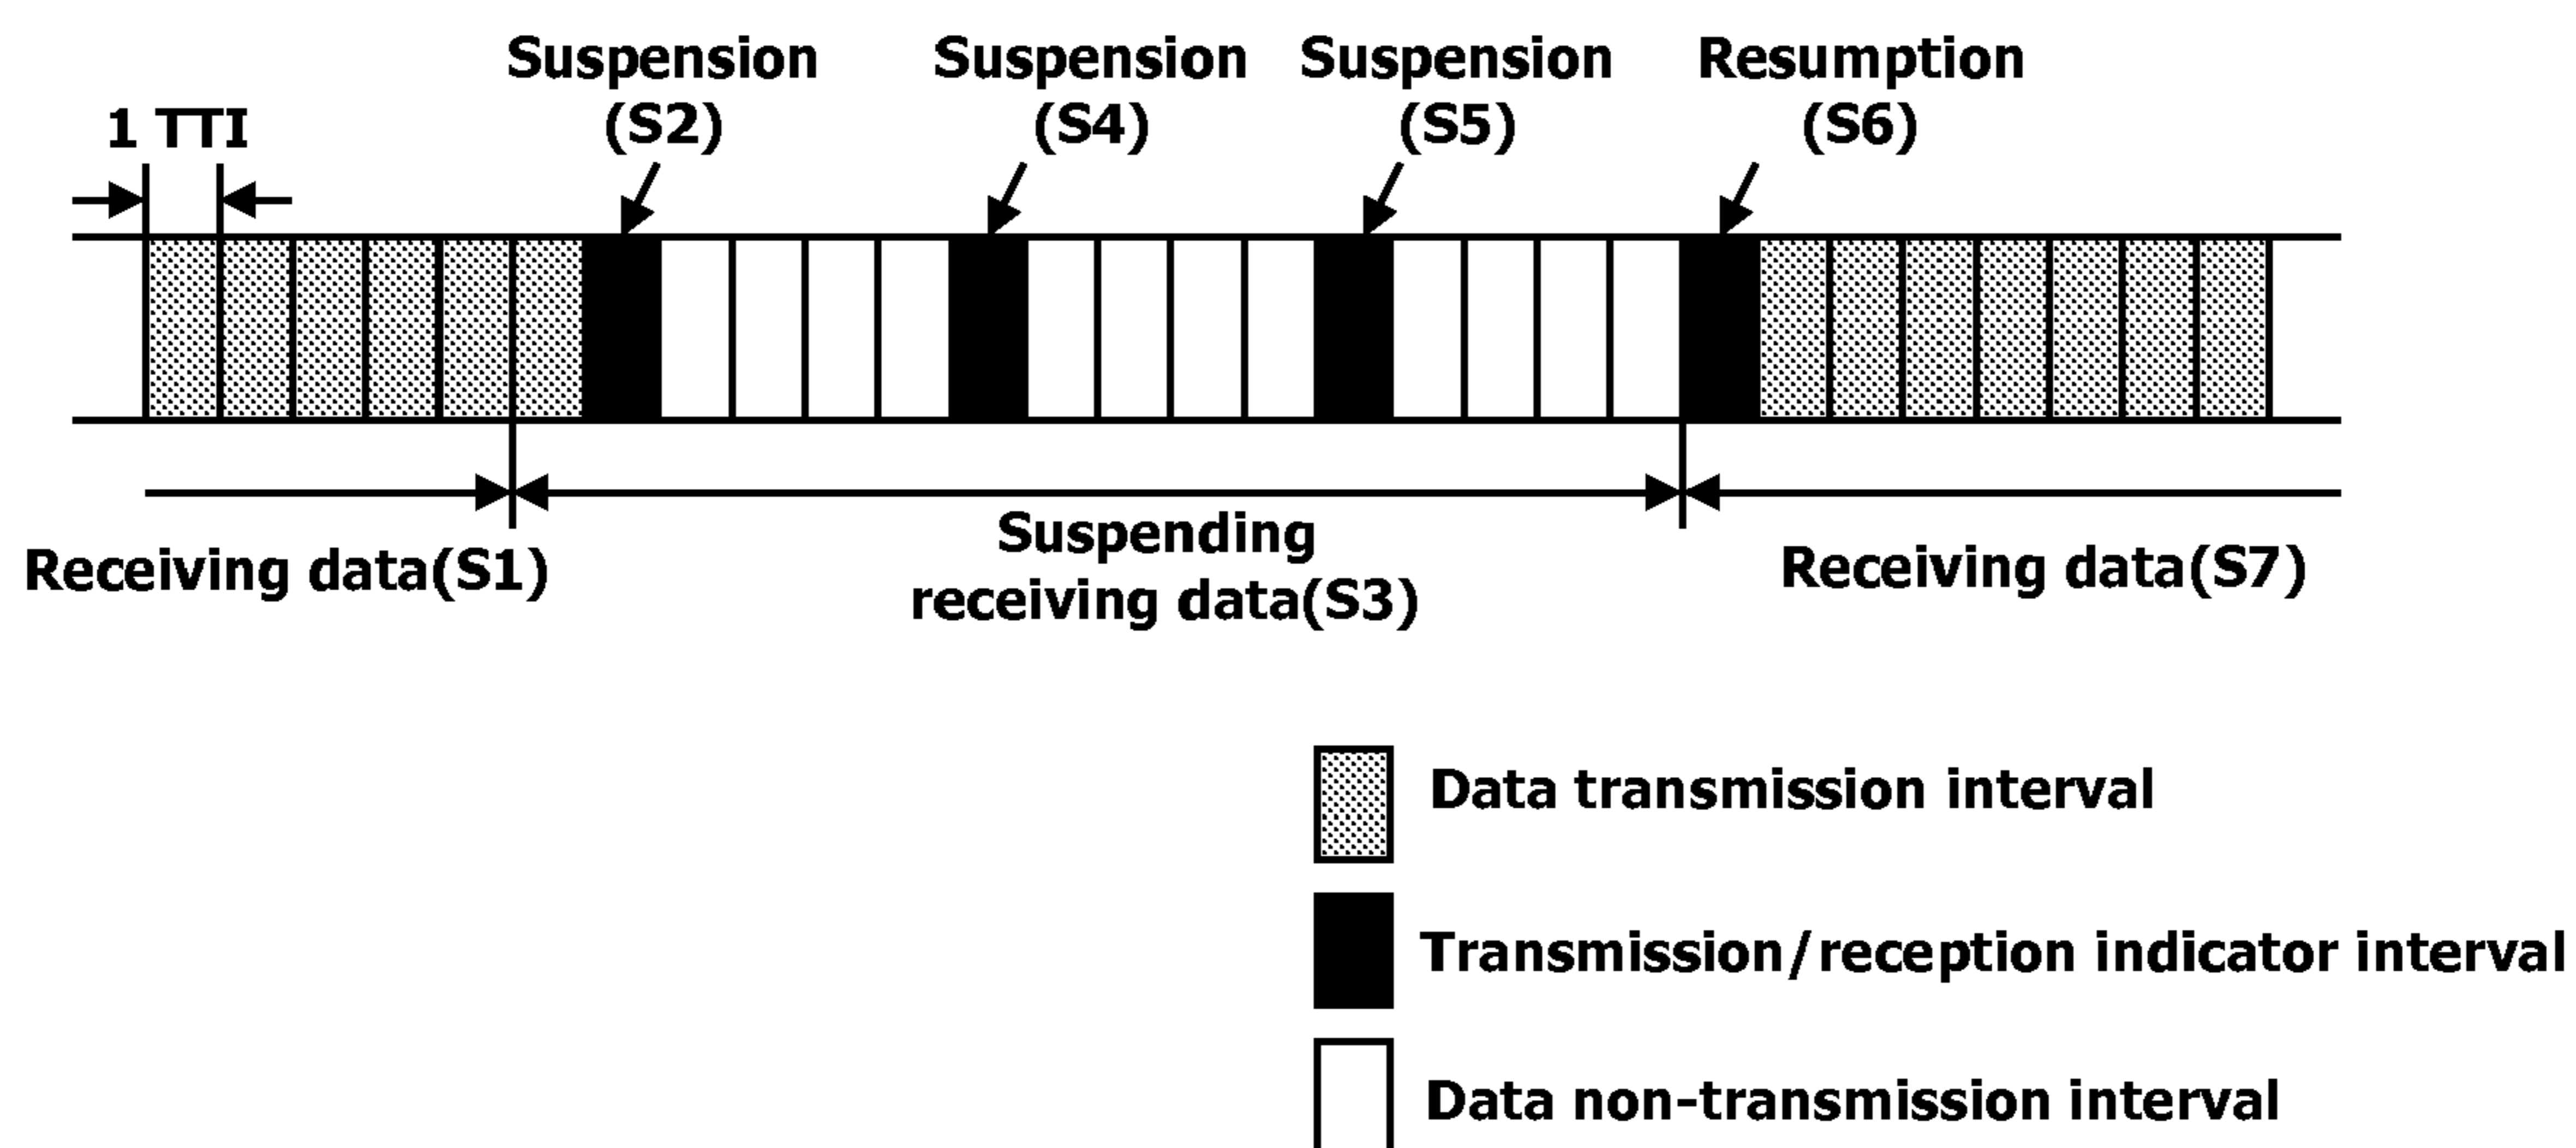 Suspension
(S2)
Suspension
(S4)
Suspension
(S5)
Resumption
(S6)
1 TTI
Receiving data(S1)
Suspending
receiving data(S3)
Receiving data(S7)
Data transmission interval
Transmission/reception indicator interval
Data non-transmission interval